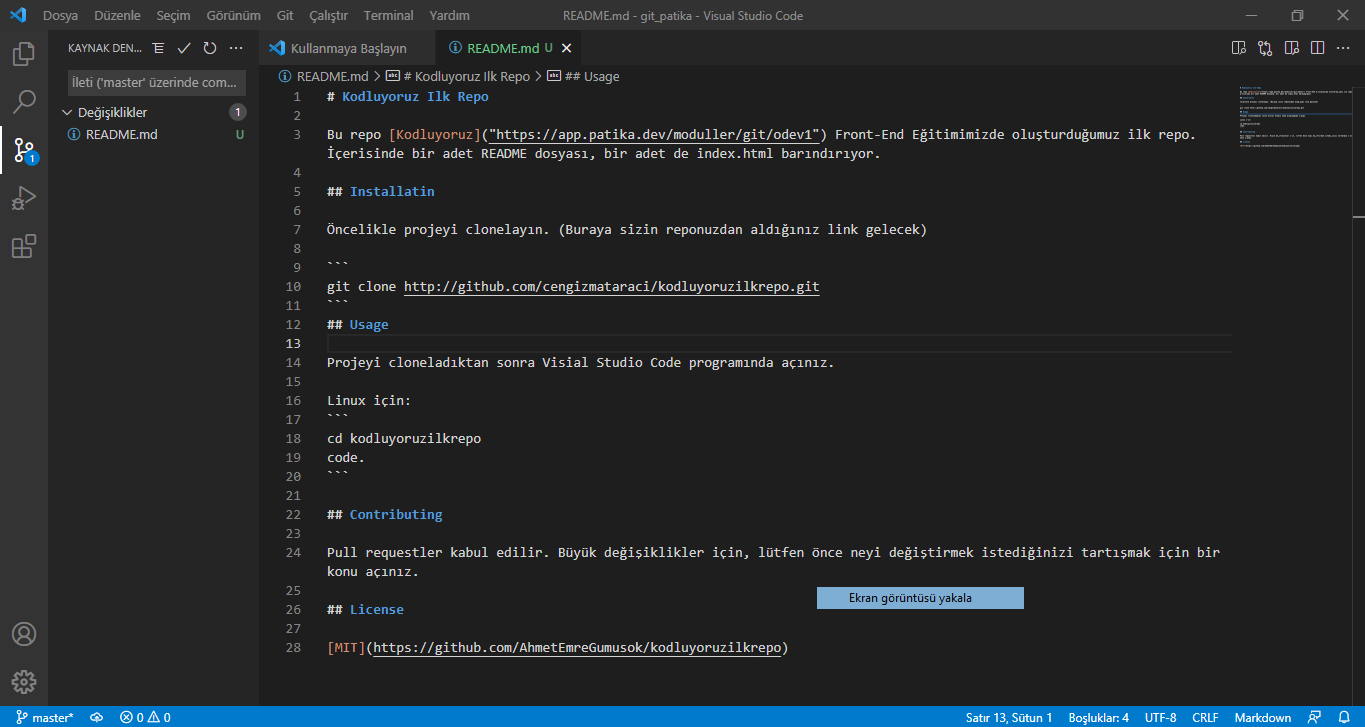 Dosya Düzenle Seçim Görünüm Git Çalıştır Terminal Yardım README.md - git_patika - Visual Studio Code
KAYNAK DEN...
İleti ('master' üzerinde com...
Değişiklikler 1
README.md U
1
Kullanmaya Başlayın README.md U
README.md > # Kodluyoruz Ilk Repo > ## Usage
1 # Kodluyoruz Ilk Repo
2
3 Bu repo [Kodluyoruz]("https://app.patika.dev/moduller/git/odev1") Front-End Eğitimimizde oluşturduğumuz ilk repo.
İçerisinde bir adet README dosyası, bir adet de index.html barındırıyor.
4
5 ## Installatin
6
7 Öncelikle projeyi clonelayın. (Buraya sizin reponuzdan aldığınız link gelecek)
8
9 ```
10 git clone http://github.com/cengizmataraci/kodluyoruzilkrepo.git
11 ```
12 ## Usage
13
14 Projeyi cloneladıktan sonra Visial Studio Code programında açınız.
15
16 Linux için:
17 ```
18 cd kodluyoruzilkrepo
19 code.
20 ```
21
22 ## Contributing
23
24 Pull requestler kabul edilir. Büyük değişiklikler için, lütfen önce neyi değiştirmek istediğinizi tartışmak için bir
konu açınız.
25
Ekran görüntüsü yakala
26 ## License
27
28 [MIT](https://github.com/AhmetEmreGumusok/kodluyoruzilkrepo)
master* 0 0 Satır 13, Sütun 1 Boşluklar: 4 UTF-8 CRLF Markdown